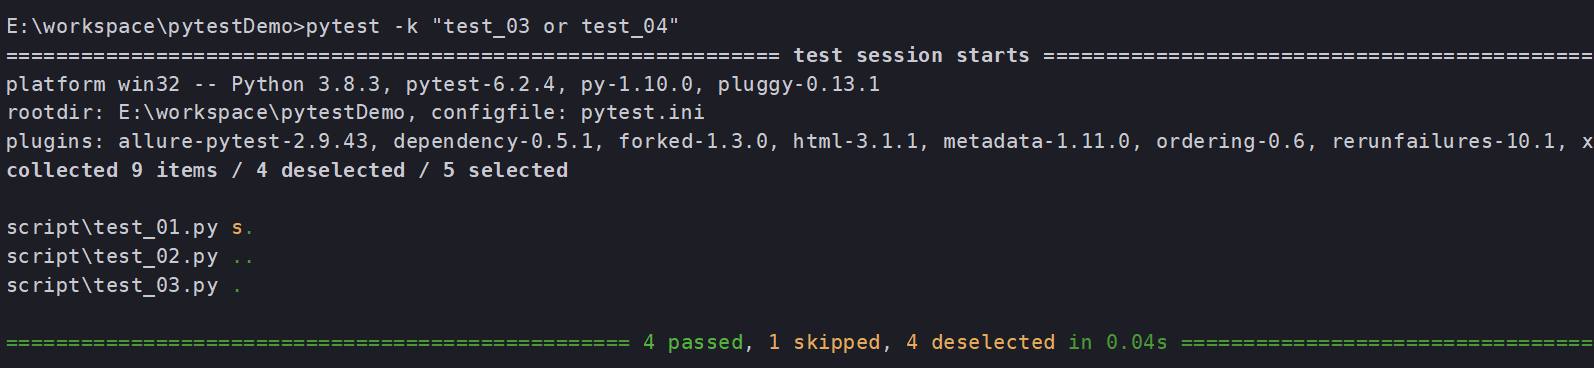 E:\workspace\pytestDemo>pytest -k "test_03 or test_04"
============================================================== test session starts ============================================
platform win32 -- Python 3.8.3, pytest-6.2.4, py-1.10.0, pluggy-0.13.1
rootdir: E:\workspace\pytestDemo, configfile: pytest.ini
plugins: allure-pytest-2.9.43, dependency-0.5.1, forked-1.3.0, html-3.1.1, metadata-1.11.0, ordering-0.6, rerunfailures-10.1, x
collected 9 items / 4 deselected / 5 selected
script\test_01.py s.
script\test_02.py ..
script\test_03.py .
================================================== 4 passed, 1 skipped, 4 deselected in 0.04s =================================